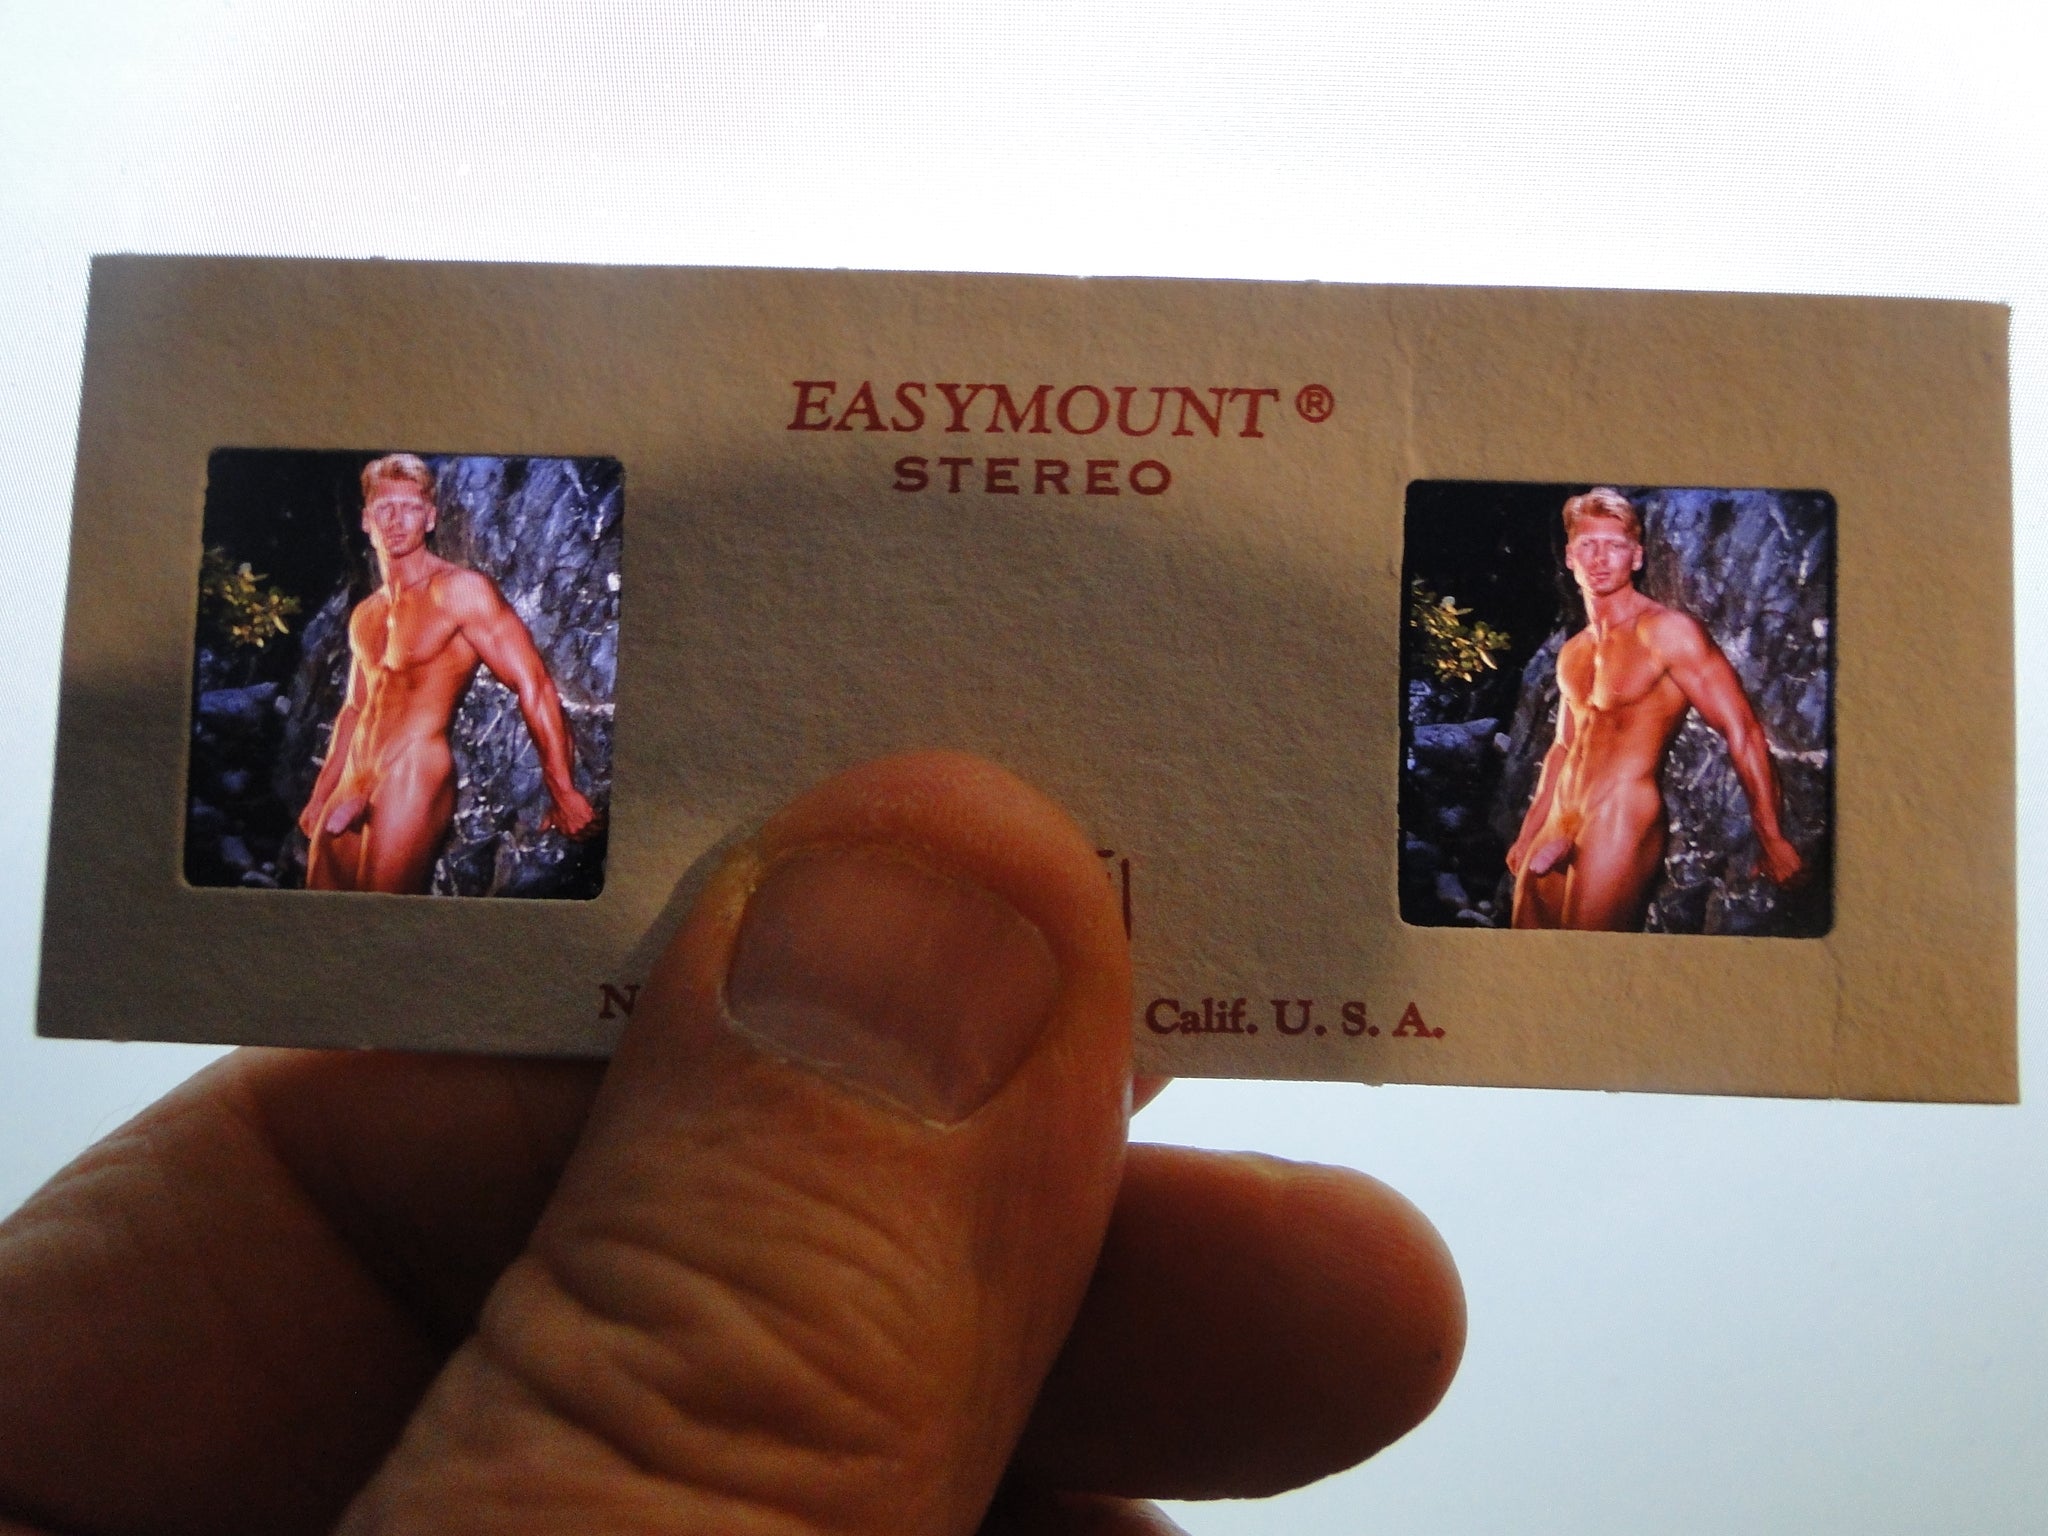 EASYMOUNT ®
STEREO
Calif. U. S. A.